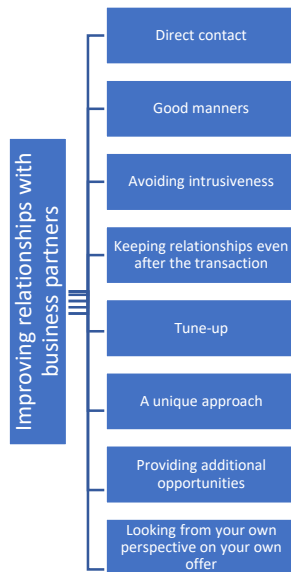 Improving relationships with
business partners
Direct contact
Good manners
Avoiding intrusiveness
Keeping relationships even
after the transaction
Tune-up
A unique approach
Providing additional
opportunities
Looking from your own
perspective on your own
offer